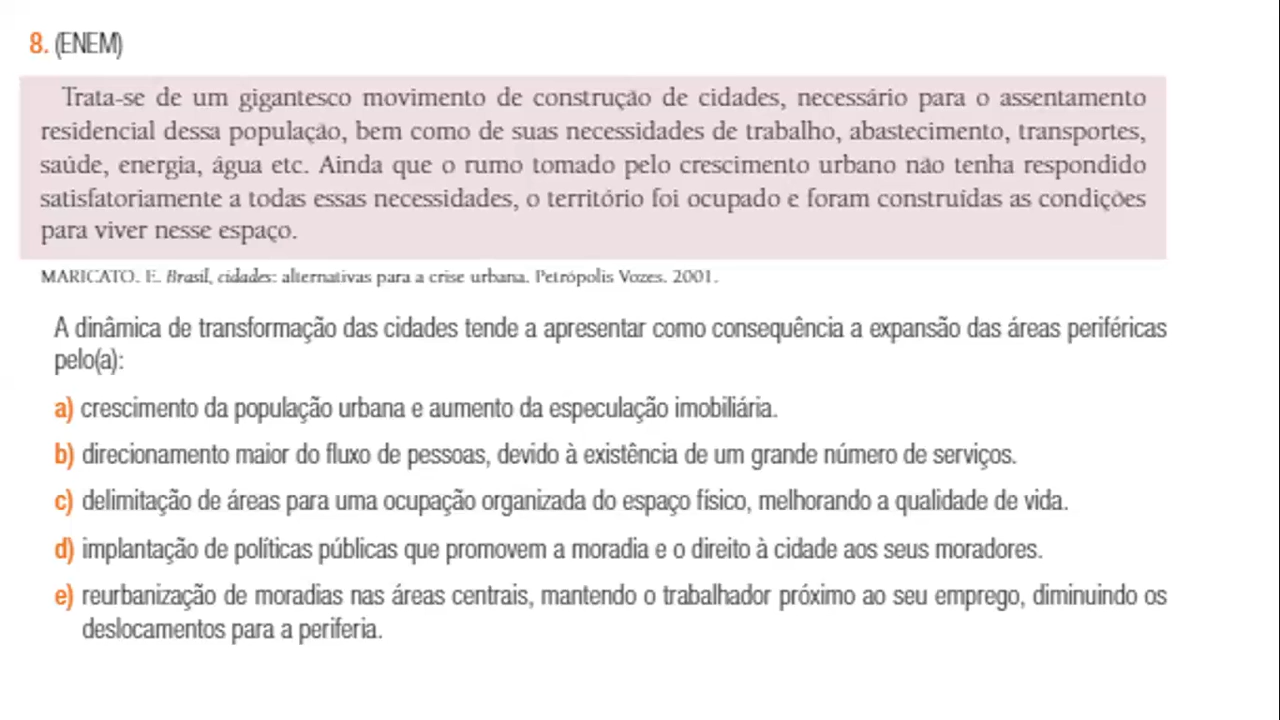 8. (ENEM)
Trata-se de um gigantesco movimento de construção de cidades, necessário para o assentamento
residencial dessa população, bem como de suas necessidades de trabalho, abastecimento, transportes,
saúde, energia, água etc. Ainda que o rumo tomado pelo crescimento urbano não tenha respondido
satisfatoriamente a todas essas necessidades, o território foi ocupado e foram construídas as condições
para viver nesse espaço.
MARICATO. E. Brasil, cidades: alternativas para a crise urbana. Petrópolis Vozes. 2001.
A dinâmica de transformação das cidades tende a apresentar como consequência a expansão das áreas periféricas
pelo(a):
a) crescimento da população urbana e aumento da especulação imobiliária.
b) direcionamento maior do fluxo de pessoas, devido à existência de um grande número de serviços.
c) delimitação de áreas para uma ocupação organizada do espaço físico, melhorando a qualidade de vida.
d) implantação de políticas públicas que promovem a moradia e o direito à cidade aos seus moradores.
e) reurbanização de moradias nas áreas centrais, mantendo o trabalhador próximo ao seu emprego, diminuindo os
deslocamentos para a periferia.